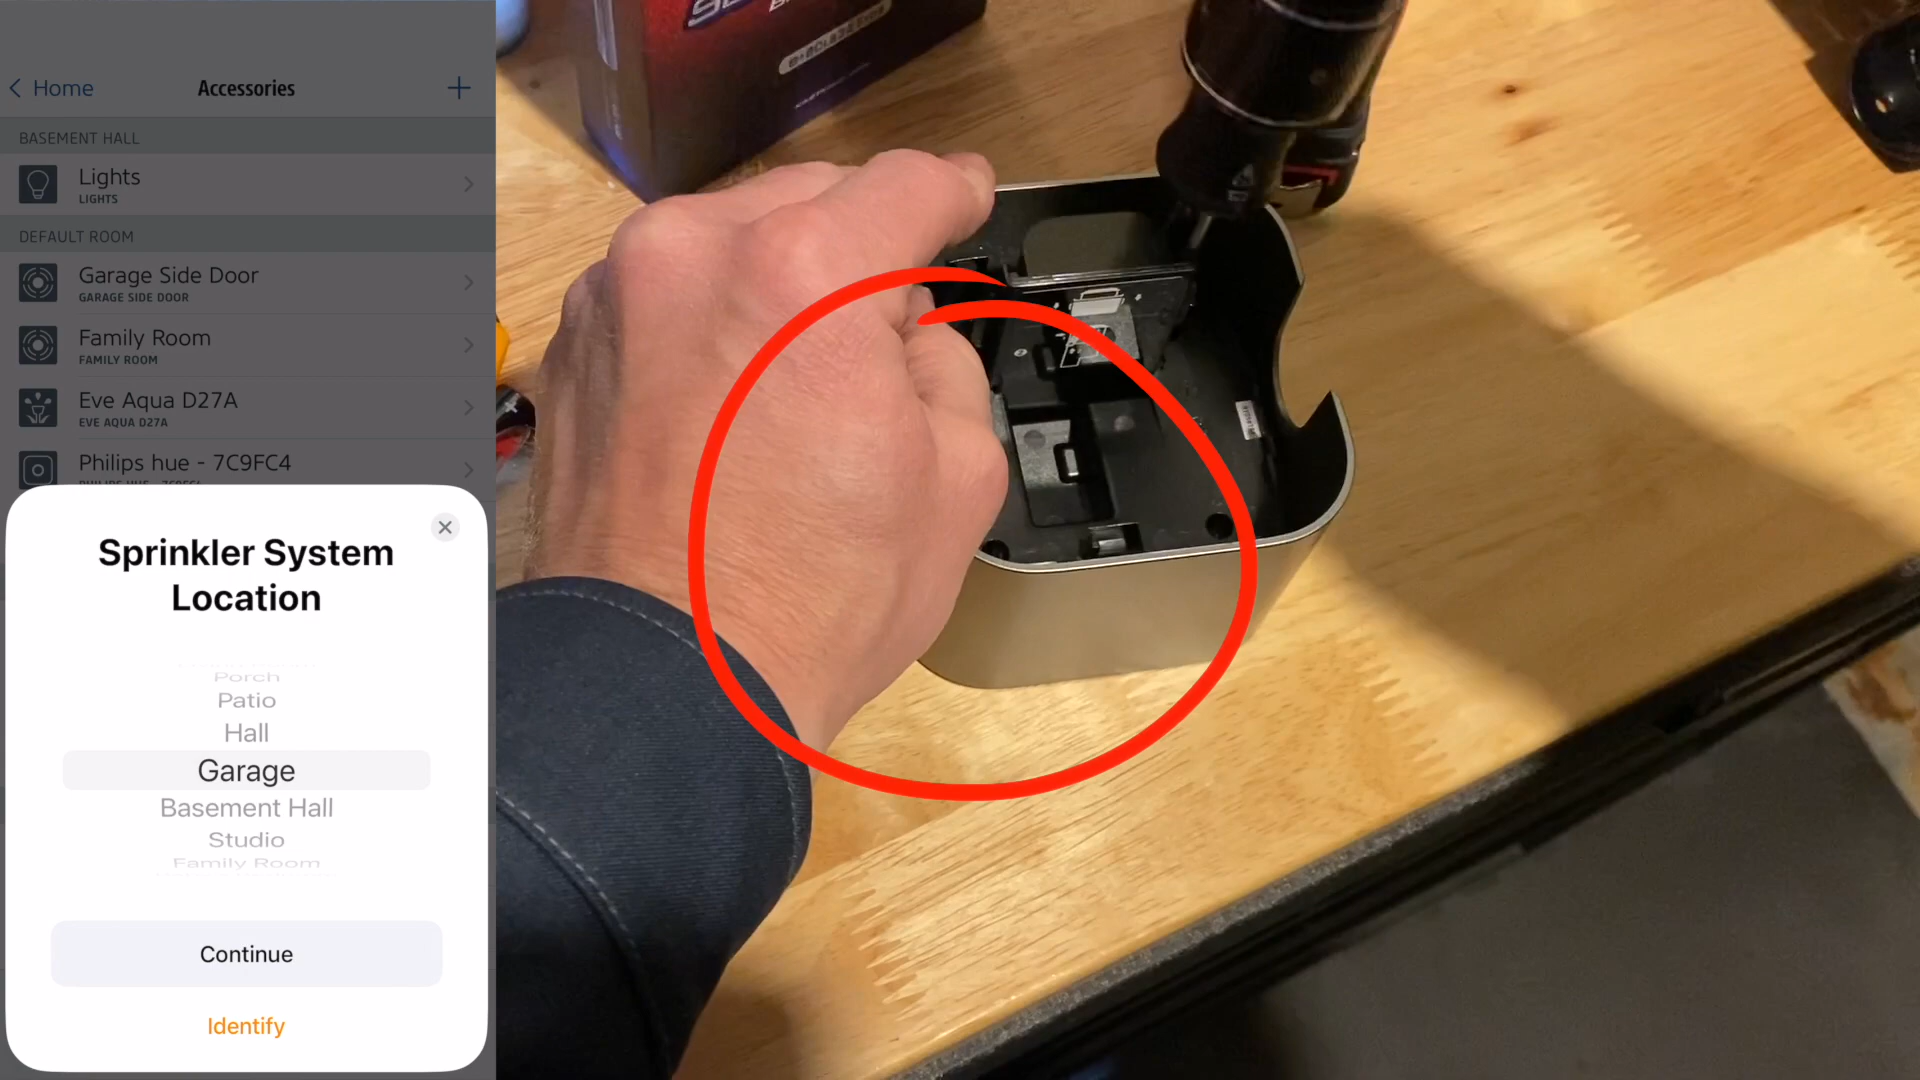 Home
Accessories
BASEMENT HALL
Lights
LIGHTS
DEFAULT ROOM
Garage Side Door
GARAGE SIDE DOOR
Family Room
FAMILY ROOM
Eve Aqua D27A
EVE AQUA D27A
Philips hue - 7C9FC4
Sprinkler System
Location
Porch
Patio
Hall
Garage
Basement Hall
Studio
Family Room
Continue
Identify